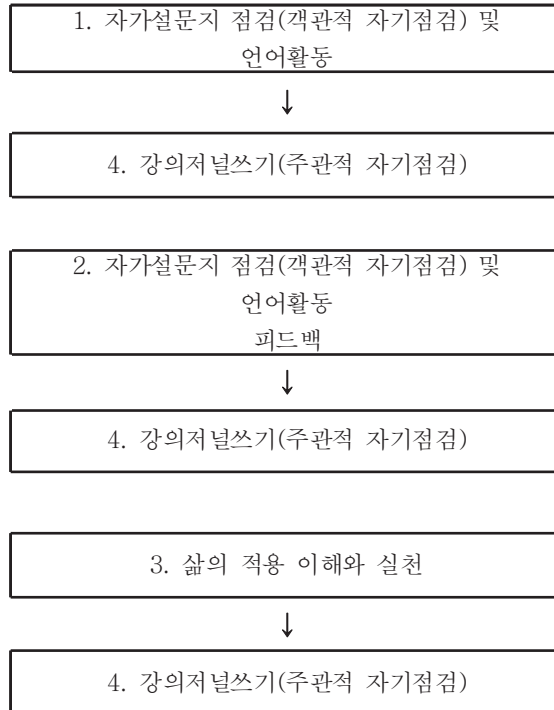 1. 자가설문지 점검(객관적 자기점검) 및
언어활동
↓
4. 강의저널쓰기(주관적 자기점검)
2. 자가설문지 점검(객관적 자기점검) 및
언어활동
피드백
↓
4. 강의저널쓰기(주관적 자기점검)
3. 삶의 적용 이해와 실천
↓
4. 강의저널쓰기(주관적 자기점검)